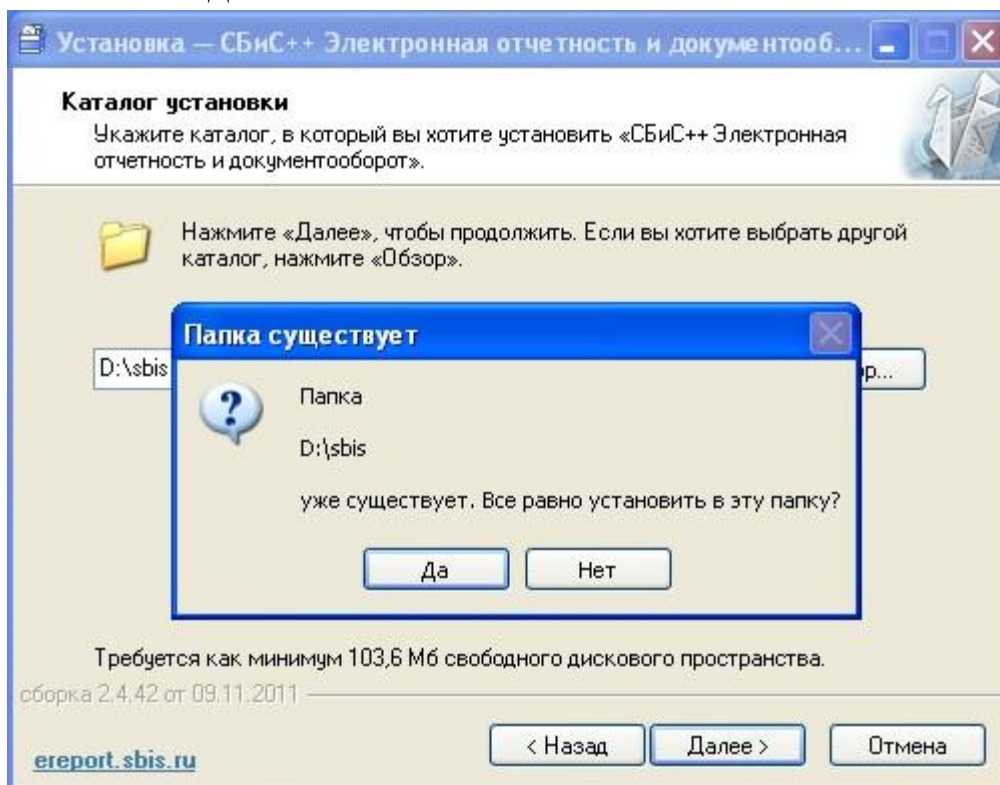 Установка — СБиС++ Электронная отчетность и документооб...
Каталог установки
Укажите каталог, в который вы хотите установить «СБиС++ Электронная
отчетность и документооборот».
Нажмите «Далее», чтобы продолжить. Если вы хотите выбрать другой
каталог, нажмите «Обзор».
Папка существует
D:\sbis
ор...
Папка
D:\sbis
уже существует. Все равно установить в эту папку?
Да
Нет
Требуется как минимум 103,6 Мб свободного дискового пространства.
сборка 2.4.42 от 09.11.2011
ereport.sbis.ru
< Назад
Далее >
Отмена